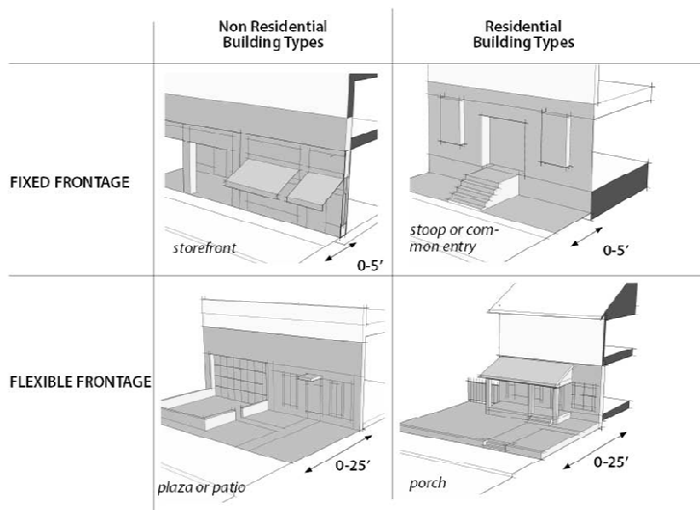 Non Residential
Building Types
Residential
Building Types
FIXED FRONTAGE
storefront
0-5′
stoop or com-
mon entry
0-5′
FLEXIBLE FRONTAGE
plaza or patio
0-25′
porch
0-25′